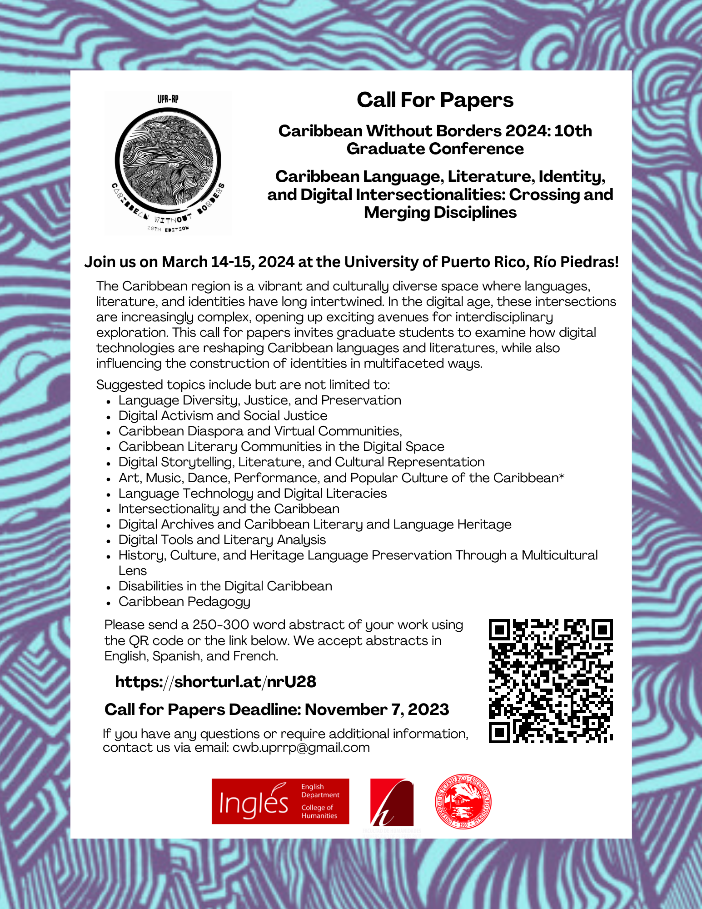 UPR-RP
CARIBBEAN WITHOUT BORDERS
10TH EDITION
Call For Papers
Caribbean Without Borders 2024: 10th
Graduate Conference
Caribbean Language, Literature, Identity,
and Digital Intersectionalities: Crossing and
Merging Disciplines
Join us on March 14-15, 2024 at the University of Puerto Rico, Río Piedras!
The Caribbean region is a vibrant and culturally diverse space where languages,
literature, and identities have long intertwined. In the digital age, these intersections
are increasingly complex, opening up exciting avenues for interdisciplinary
exploration. This call for papers invites graduate students to examine how digital
technologies are reshaping Caribbean languages and literatures, while also
influencing the construction of identities in multifaceted ways.
Suggested topics include but are not limited to:
• Language Diversity, Justice, and Preservation
• Digital Activism and Social Justice
• Caribbean Diaspora and Virtual Communities,
• Caribbean Literary Communities in the Digital Space
• Digital Storytelling, Literature, and Cultural Representation
• Art, Music, Dance, Performance, and Popular Culture of the Caribbean*
• Language Technology and Digital Literacies
• Intersectionality and the Caribbean
• Digital Archives and Caribbean Literary and Language Heritage
• Digital Tools and Literary Analysis
• History, Culture, and Heritage Language Preservation Through a Multicultural
Lens
• Disabilities in the Digital Caribbean
• Caribbean Pedagogy
Please send a 250-300 word abstract of your work using
the QR code or the link below. We accept abstracts in
English, Spanish, and French.
https://shorturl.at/nrU28
Call for Papers Deadline: November 7, 2023
If you have any questions or require additional information,
contact us via email: cwb.uprrp@gmail.com
Inglés
English
Department
College of
Humanities
h